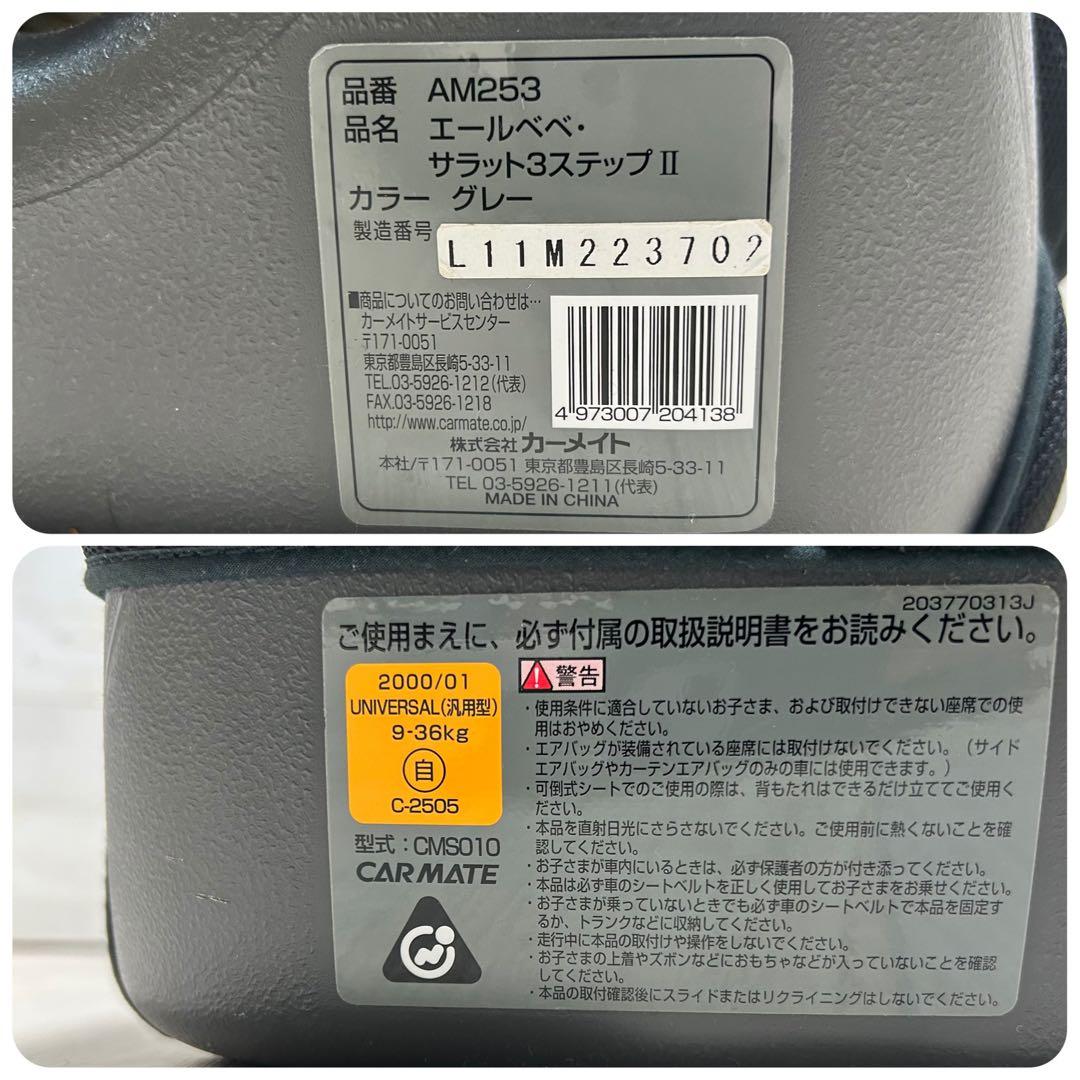 品番 AM253
品名 エールベベ・
サラット3ステップⅡ
カラー グレー
製造番号 L11M223702
■商品についてのお問い合わせは…
カーメイトサービスセンター
〒171-0051
東京都豊島区長崎5-33-11
TEL.03-5926-1212(代表)
FAX.03-5926-1218
http://www.carmate.co.jp/
4 973007 204138
株式会社 カーメイト
本社/〒171-0051 東京都豊島区長崎5-33-11
TEL 03-5926-1211(代表)
MADE IN CHINA
203770313J
ご使用まえに、必ず付属の取扱説明書をお読みください。
2000/01
UNIVERSAL(汎用型)
9-36kg
自
C-2505
型式:CMS010
CARMATE
警告
・使用条件に適合していないお子さま、および取付けできない座席での使
用はおやめください。
・エアバッグが装備されている座席には取付けないでください。(サイド
エアバッグやカーテンエアバッグのみの車には使用できます。)
・可倒式シートでのご使用の際は、背もたれはできるだけ立ててご使用く
ださい。
・本品を直射日光にさらさないでください。ご使用前に熱くないことを確
認してください。
・お子さまが車内にいるときは、必ず保護者の方が付き添ってください。
・本品は必ず車のシートベルトを正しく使用してお子さまをお乗せください。
・お子さまが乗っていないときでも必ず車のシートベルトで本品を固定す
るか、トランクなどに収納してください。
・走行中に本品の取付けや操作をしないでください。
・お子さまの上着やズボンなどにおもちゃなどが入っていないことを確認
してください。
・本品の取付確認後にスライドまたはリクライニングはしないでください。